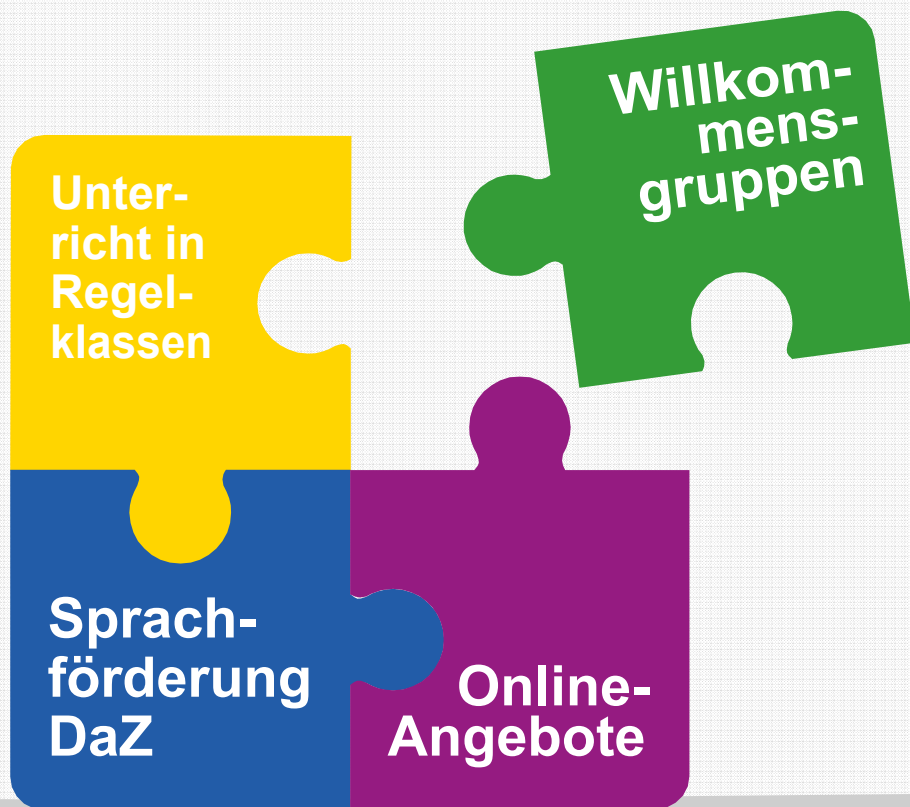 Willkom-
mens-
gruppen
Unter-
richt in
Regel-
klassen
Sprach-
förderung
DaZ
Online-
Angebote